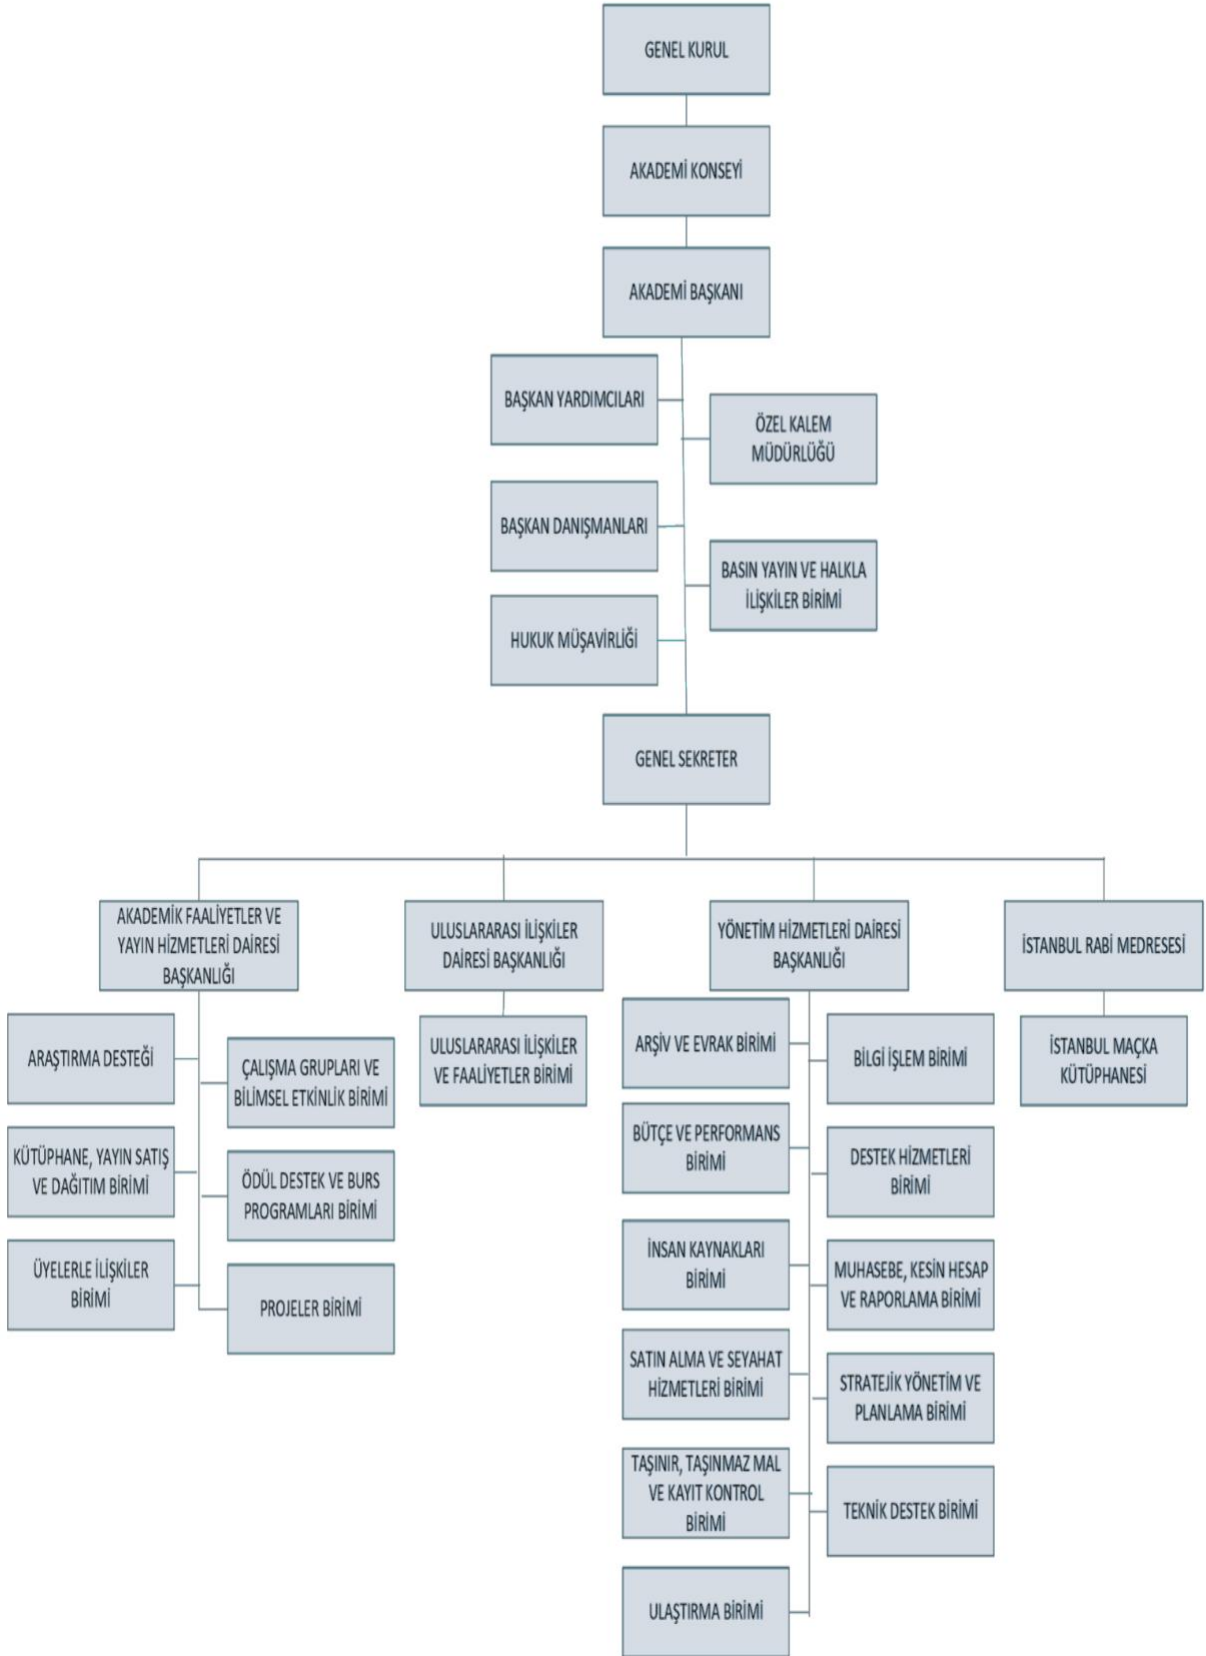 GENEL KURUL
AKADEMİ KONSEYİ
AKADEMİ BAŞKANI
BAŞKAN YARDIMCILARI
ÖZEL KALEM
MÜDÜRLÜĞÜ
BAŞKAN DANIŞMANLARI
BASIN YAYIN VE HALKLA
İLİŞKİLER BİRİMİ
HUKUK MÜŞAVİRLİĞİ
GENEL SEKRETER
AKADEMİK FAALİYETLER VE
YAYIN HİZMETLERİ DAİRESİ
BAŞKANLIĞI
ULUSLARARASI İLİŞKİLER
DAİRESİ BAŞKANLIĞI
YÖNETİM HİZMETLERİ DAİRESİ
BAŞKANLIĞI
İSTANBUL RABİ MEDRESESİ
ARAŞTIRMA DESTEĞİ
ÇALIŞMA GRUPLARI VE
BİLİMSEL ETKİNLİK BİRİMİ
KÜTÜPHANE, YAYIN SATIŞ
VE DAĞITIM BİRİMİ
ÖDÜL DESTEK VE BURS
PROGRAMLARI BİRİMİ
ÜYELERLE İLİŞKİLER
BİRİMİ
PROJELER BİRİMİ
ULUSLARARASI İLİŞKİLER
VE FAALİYETLER BİRİMİ
ARŞİV VE EVRAK BİRİMİ
BİLGİ İŞLEM BİRİMİ
BÜTÇE VE PERFORMANS
BİRİMİ
DESTEK HİZMETLERİ
BİRİMİ
İNSAN KAYNAKLARI
BİRİMİ
MUHASEBE, KESİN HESAP
VE RAPORLAMA BİRİMİ
SATIN ALMA VE SEYAHAT
HİZMETLERİ BİRİMİ
STRATEJİK YÖNETİM VE
PLANLAMA BİRİMİ
TAŞINIR, TAŞINMAZ MAL
VE KAYIT KONTROL
BİRİMİ
TEKNİK DESTEK BİRİMİ
ULAŞTIRMA BİRİMİ
İSTANBUL MAÇKA
KÜTÜPHANESİ